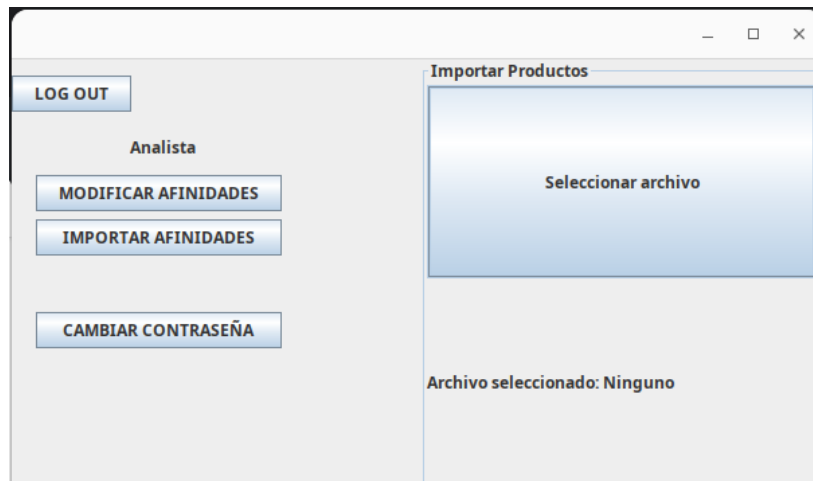 LOG OUT
Analista
MODIFICAR AFINIDADES
IMPORTAR AFINIDADES
CAMBIAR CONTRASEÑA
Importar Productos
Seleccionar archivo
Archivo seleccionado: Ninguno